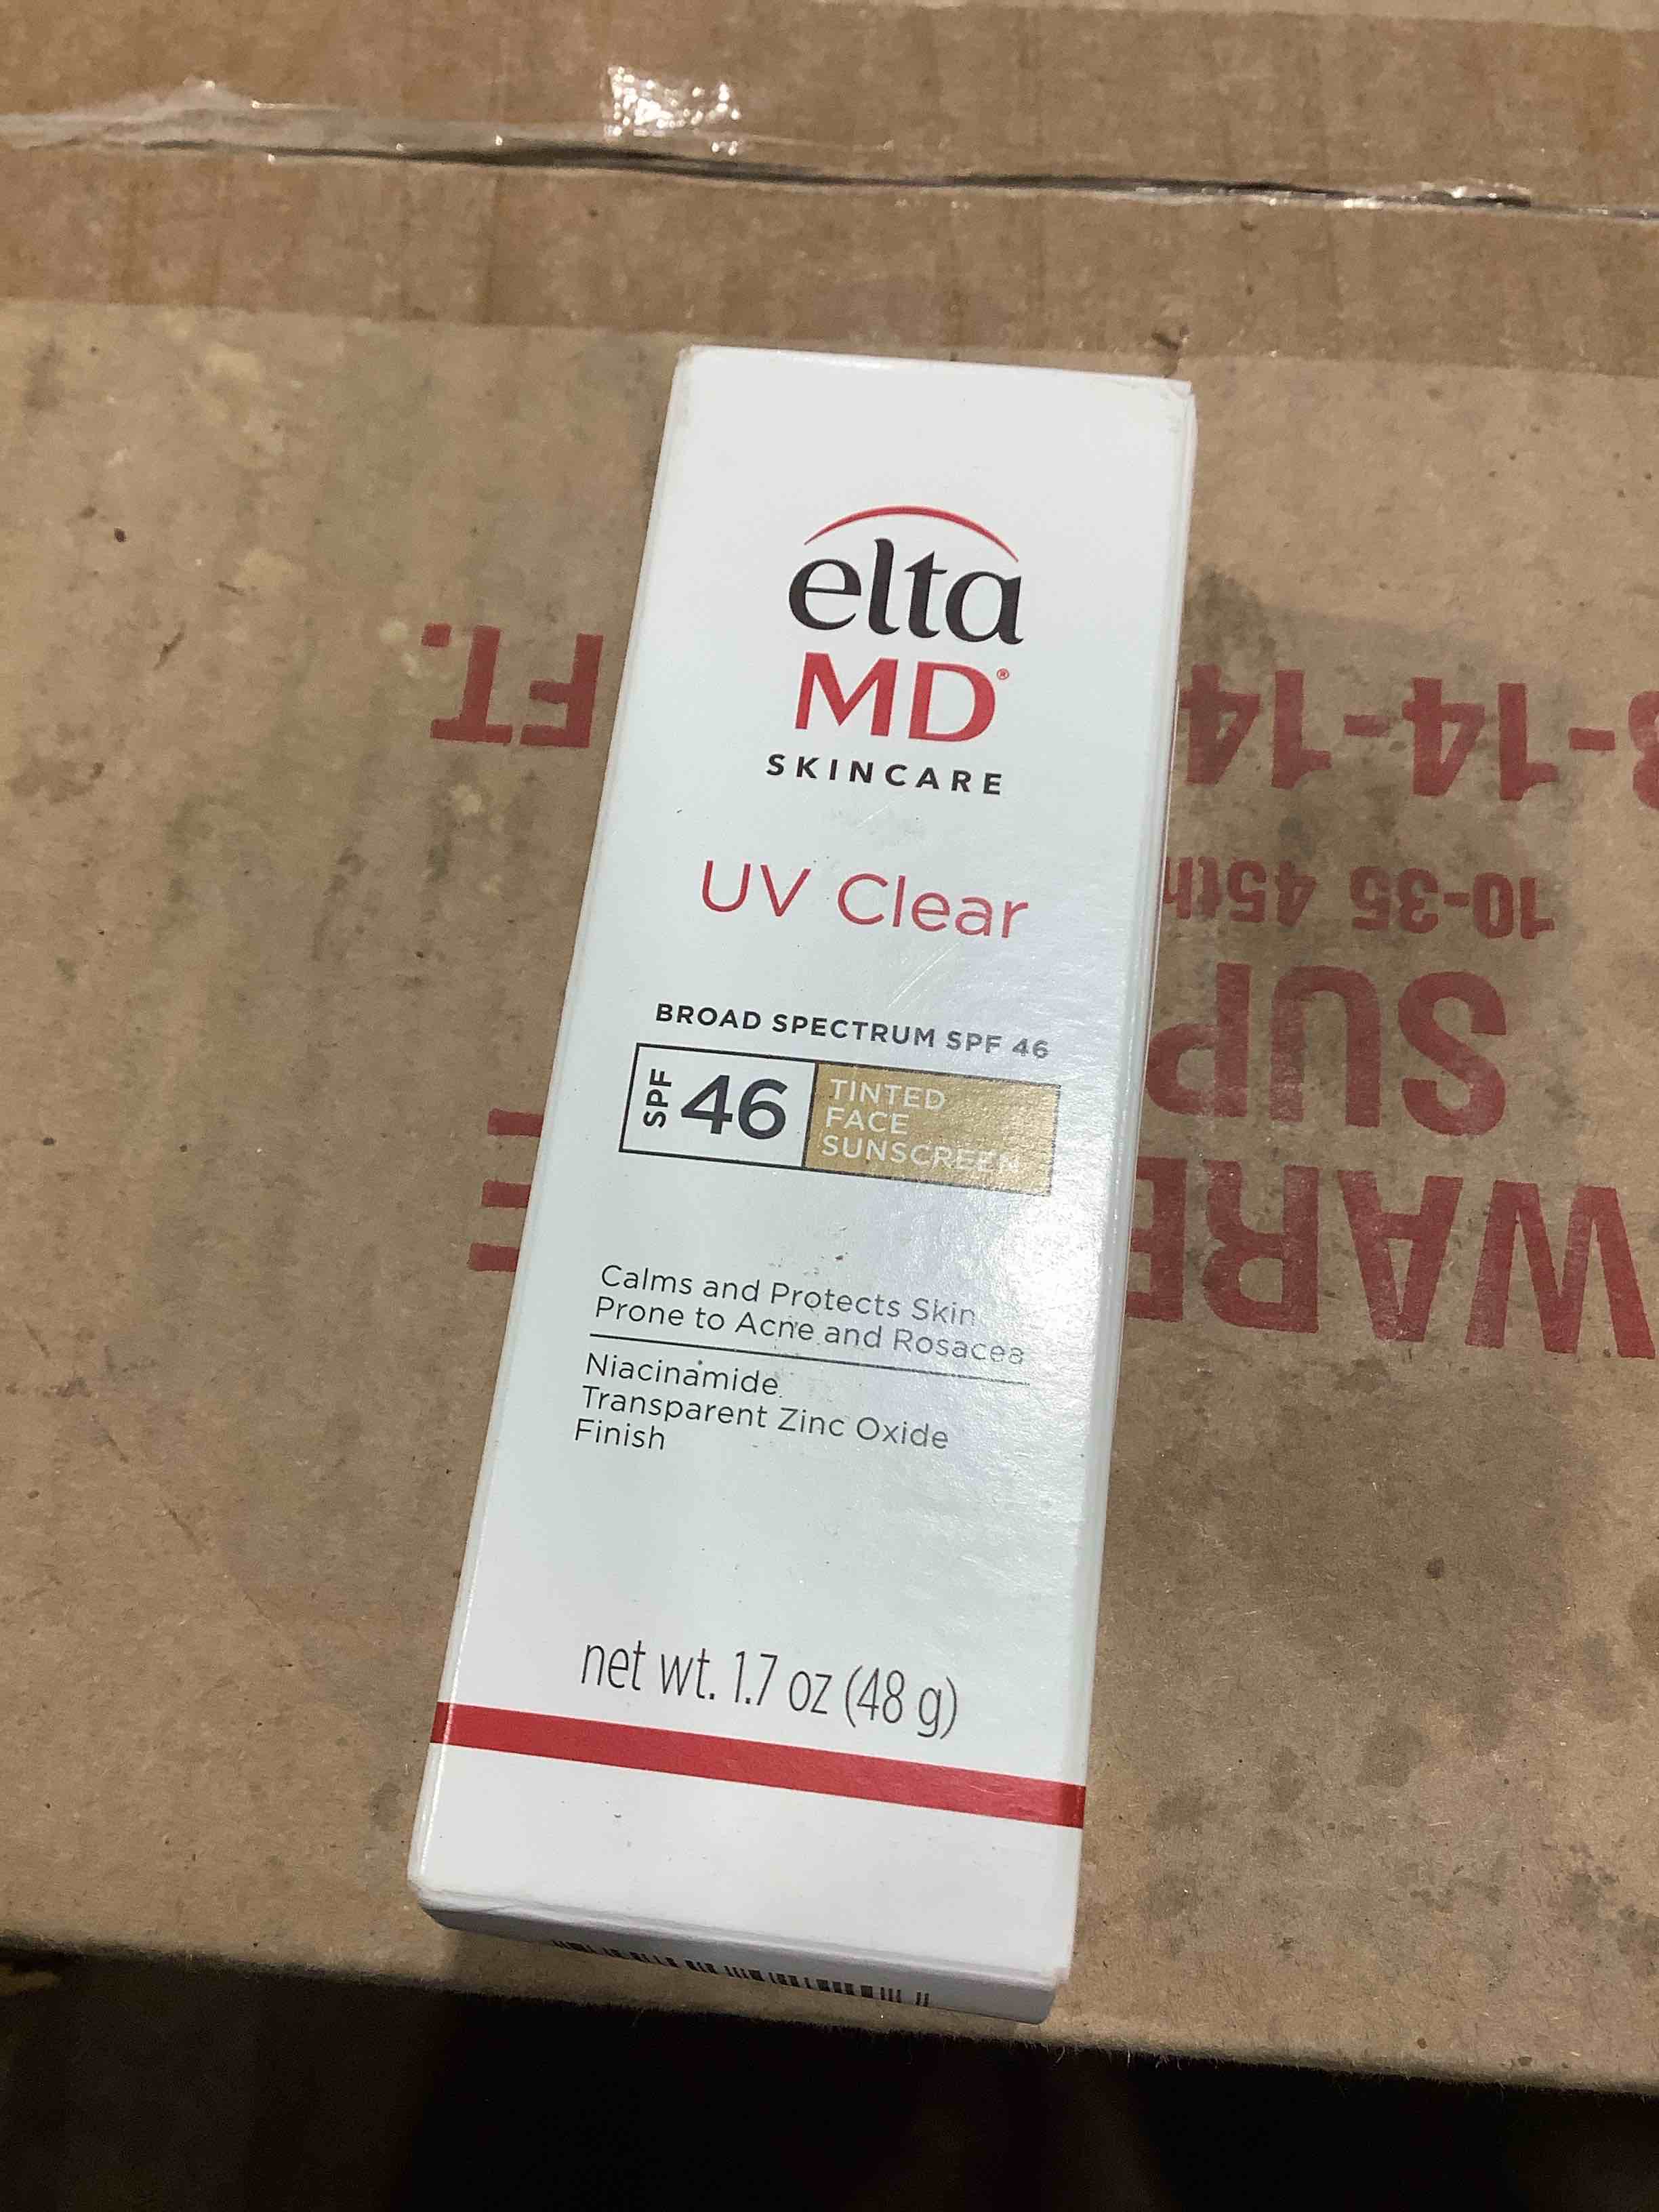 elta
MD®
SKINCARE
UV Clear
BROAD SPECTRUM SPF 46
SPF 46
TINTED
FACE
SUNSCREEN
Calms and Protects Skin
Prone to Acne and Rosacea
Niacinamide
Transparent Zinc Oxide
Finish
net wt. 1.7 oz (48 g)
WARE
SUP
10-35 45th
-14-14
FT.